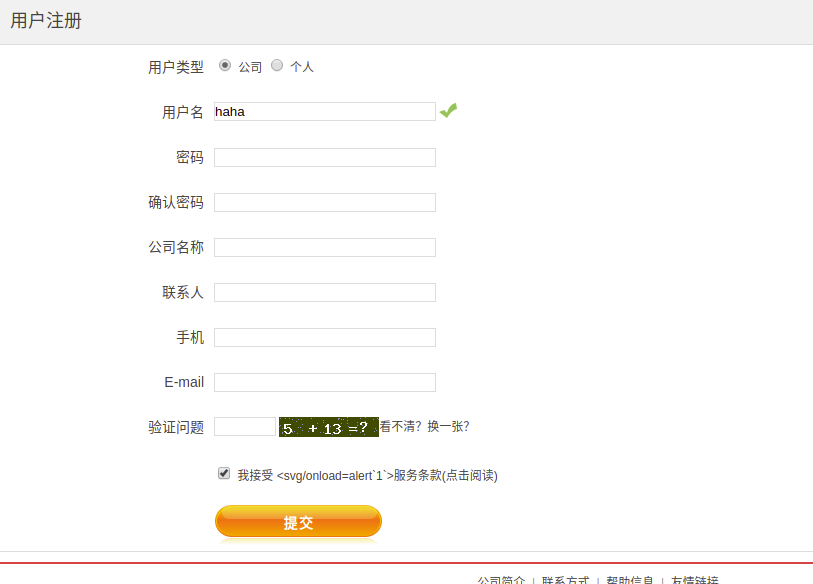 用户注册
用户类型 公司 个人
用户名 haha
密码
确认密码
公司名称
联系人
手机
E-mail
验证问题 5 + 13 =? 看不清? 换一张?
我接受 <svg/onload=alert`1`>服务条款(点击阅读)
提交
公司简介 | 联系方式 | 帮助信息 | 友情链接